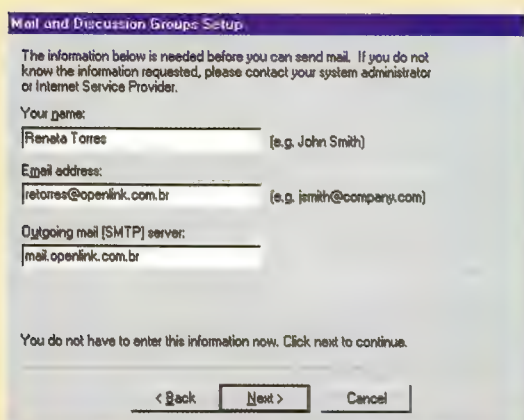 Mail and Discussion Groups Setup
The information below is needed before you can send mail. If you do not
know the information requested, please contact your system administrator
or Internet Service Provider.
Your name:
Renata Torres (e.g. John Smith)
Email address:
retorres@openlink.com.br (e.g. jsmith@company.com)
Outgoing mail (SMTP) server:
mail.openlink.com.br
You do not have to enter this information now. Click next to continue.
< Back Next > Cancel